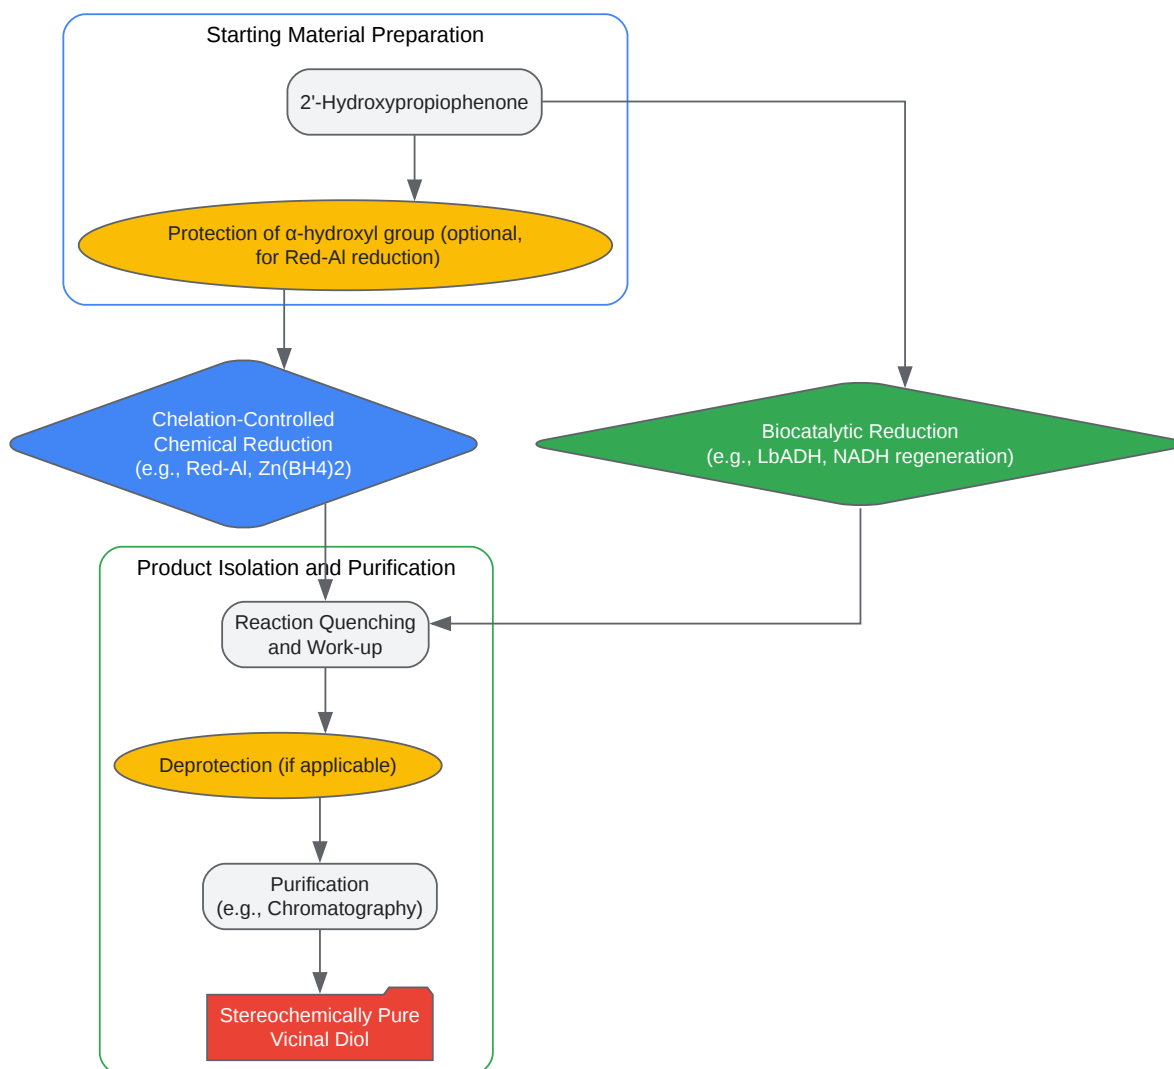 Starting Material Preparation
2'-Hydroxypropiophenone
Protection of α-hydroxyl group (optional,
for Red-Al reduction)
Chelation-Controlled
Chemical Reduction
(e.g., Red-Al, Zn(BH4)2)
Biocatalytic Reduction
(e.g., LbADH, NADH regeneration)
Product Isolation and Purification
Reaction Quenching
and Work-up
Deprotection (if applicable)
Purification
(e.g., Chromatography)
Stereochemically Pure
Vicinal Diol